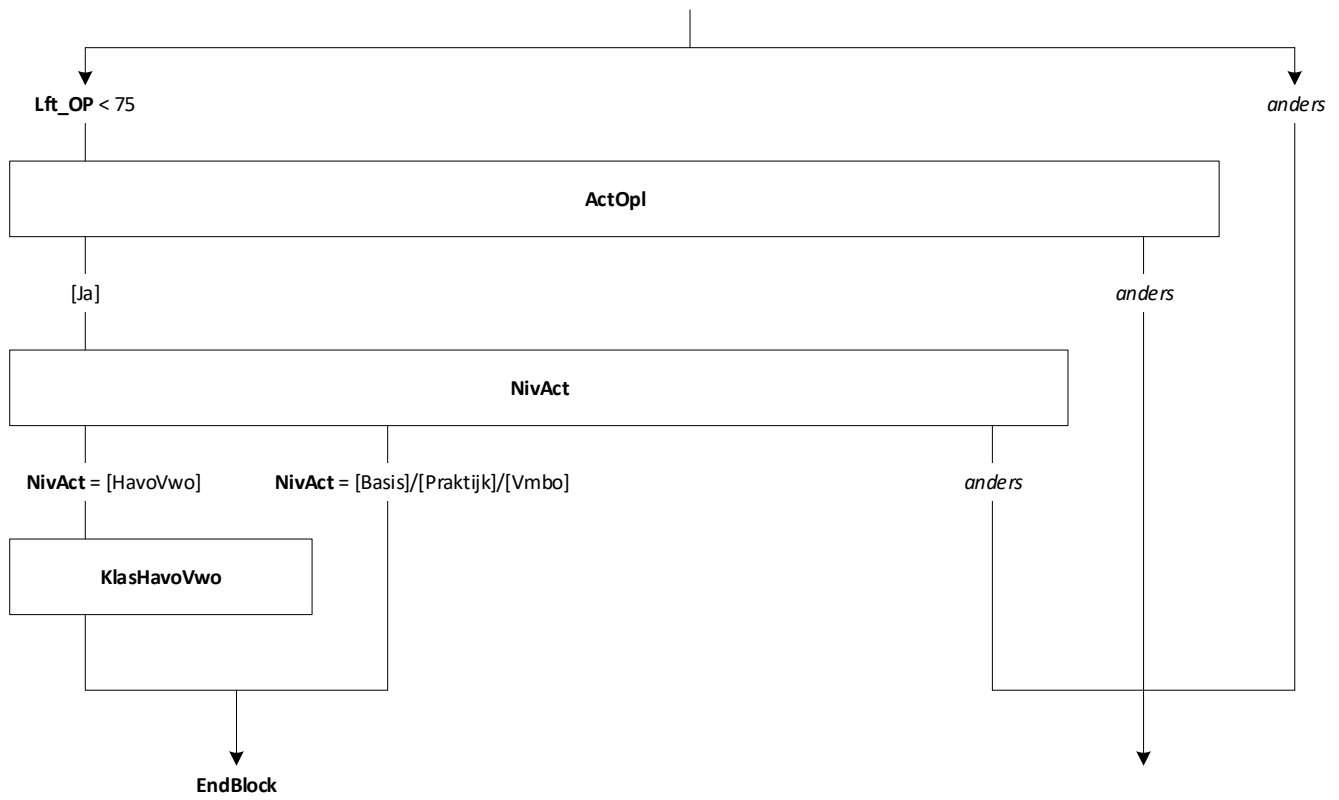 Lft_OP < 75
anders
ActOpl
[Ja]
anders
NivAct
NivAct = [HavoVwo]
NivAct = [Basis]/[Praktijk]/[Vmbo]
anders
KlasHavoVwo
EndBlock